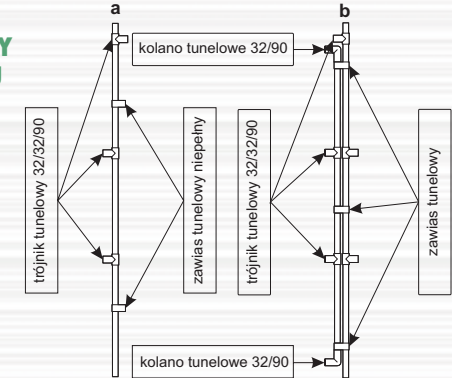 a
b
kolano tunelowe 32/90
trójnik tunelowy 32/32/90
zawias tunelowy niepełny
trójnik tunelowy 32/32/90
zawias tunelowy
kolano tunelowe 32/90